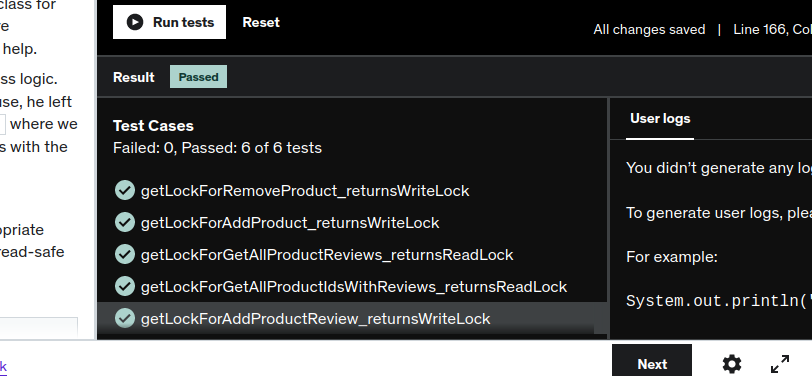 class for
re
help.
Run tests
Reset
All changes saved | Line 166, Col
ss logic.
use, he left
where we
s with the
opriate
read-safe
k
Result Passed
Test Cases
Failed: 0, Passed: 6 of 6 tests
getLockForRemoveProduct_returnsWriteLock
getLockForAddProduct_returnsWriteLock
getLockForGetAllProductReviews_returnsReadLock
getLockForGetAllProductIdsWithReviews_returnsReadLock
getLockForAddProductReview_returnsWriteLock
User logs
You didn't generate any log
To generate user logs, plea
For example:
System.out.println("
Next